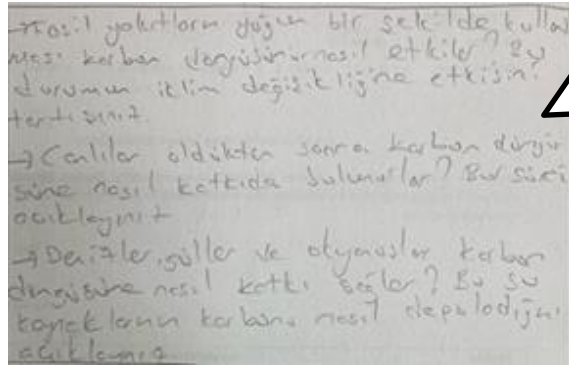 → Fosil yakıtların yoğun bir şekilde kullan
ması karbon döngüsünü nasıl etkiler? Bu
durumun iklim değişikliğine etkisini
tartışınız.
→ Canlılar öldükten sonra karbon döngü
süne nasıl katkıda bulunurlar? Bu süreci
açıklayınız
→ Denizler, göller ve okyanuslar karbon
döngüsüne nasıl katkı sağlar? Bu su
kaynaklarının karbonu nasıl depoladığını
açıklayınız